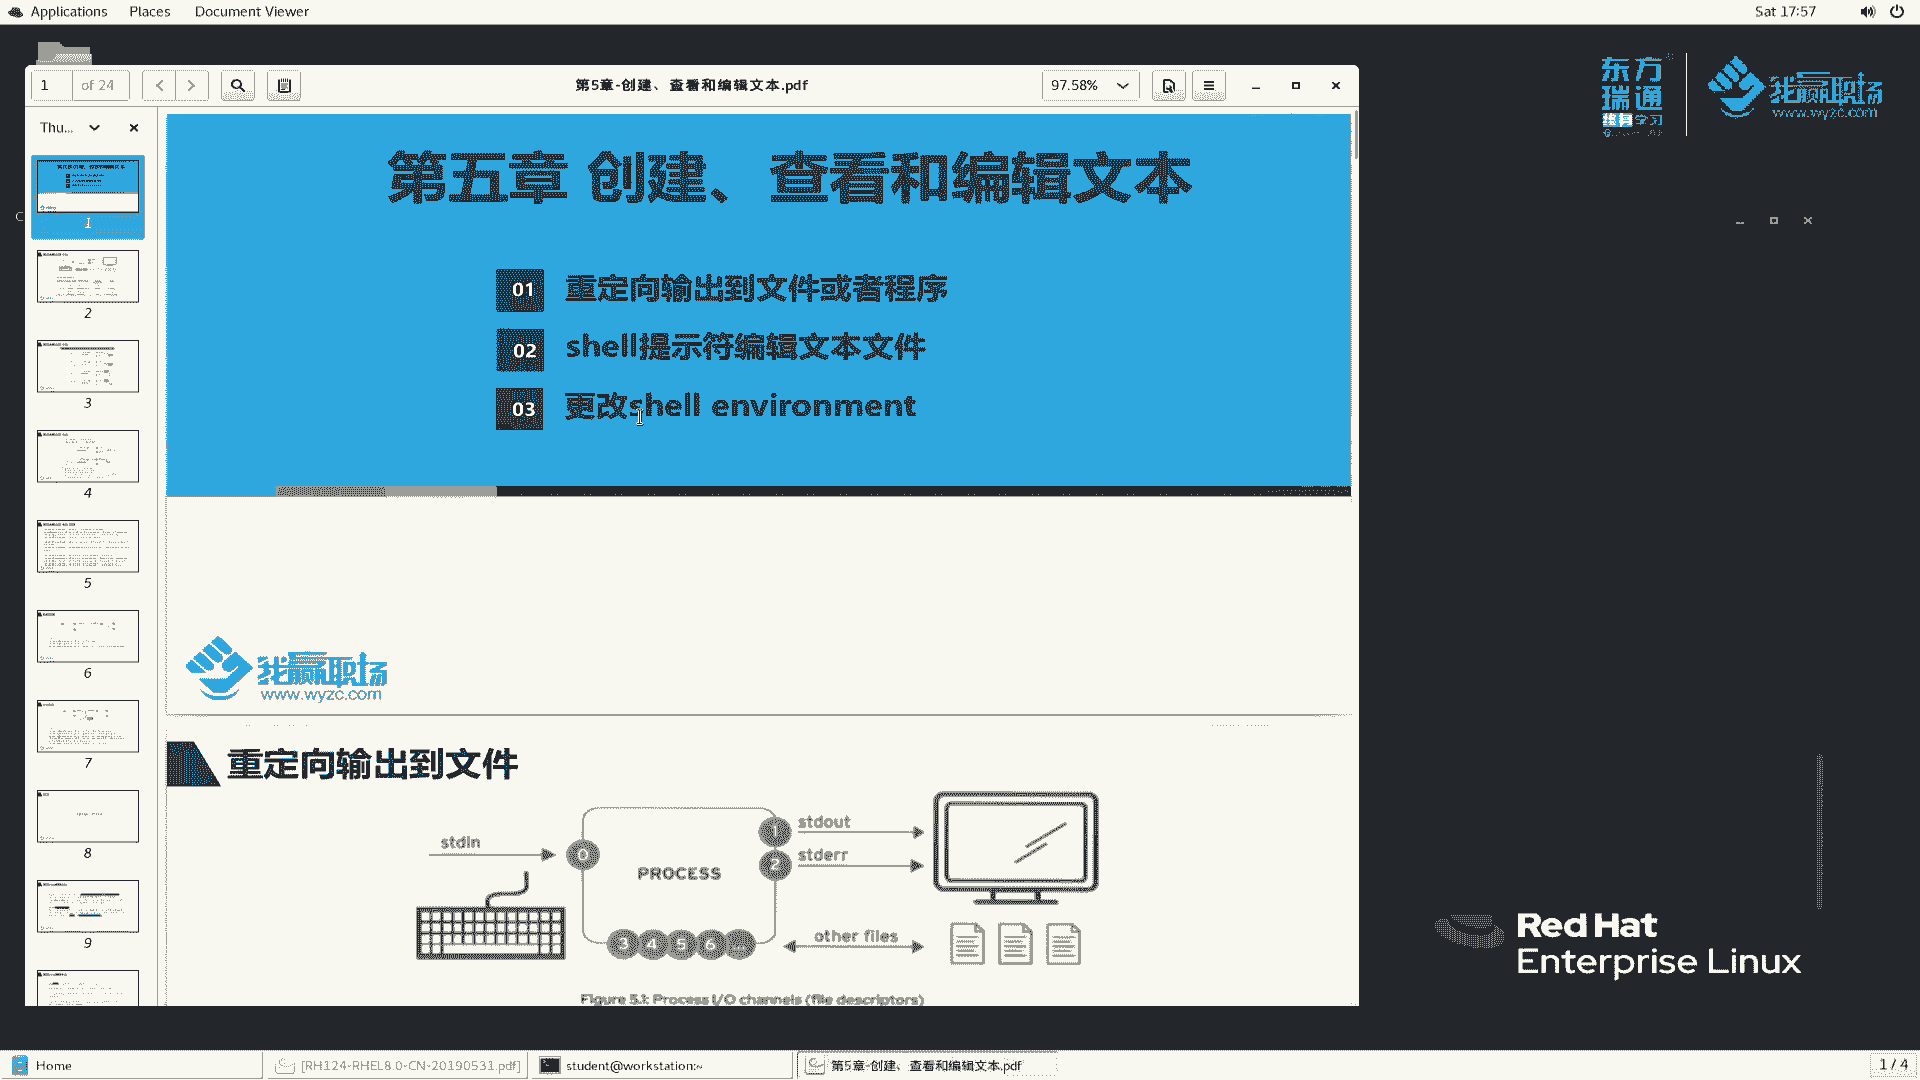 Applications Places Document Viewer Sat 17:57
1 of 24 第5章-创建、查看和编辑文本.pdf 97.58%
东方
瑞通
终身学习
我赢职场
www.wyzc.com
Thu...
1
2
3
4
5
6
7
8
9
第五章 创建、查看和编辑文本
01 重定向输出到文件或者程序
02 shell提示符编辑文本文件
03 更改shell environment
我赢职场
www.wyzc.com
重定向输出到文件
stdin
0
PROCESS
1 stdout
2 stderr
3 4 5 6 ...
other files
Figure 5.1: Process I/O channels (file descriptors)
Red Hat
Enterprise Linux
Home [RH124-RHEL8.0-CN-20190531.pdf] student@workstation:~ 第5章-创建、查看和编辑文本.pdf 1 / 4